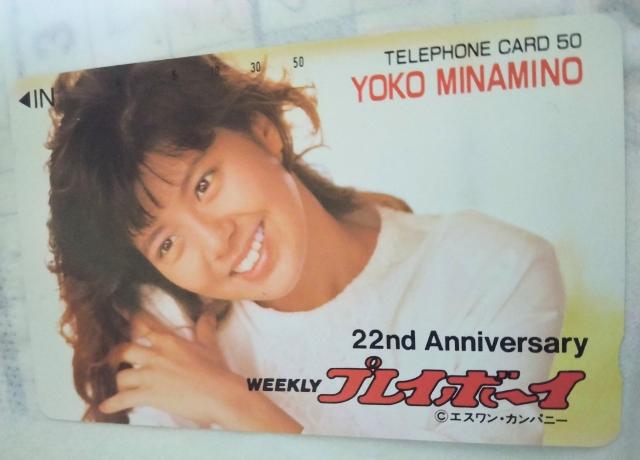 ◀IN
5 10 30 50
TELEPHONE CARD 50
YOKO MINAMINO
22nd Anniversary
WEEKLY プレイボーイ
©エスワン・カンパニー